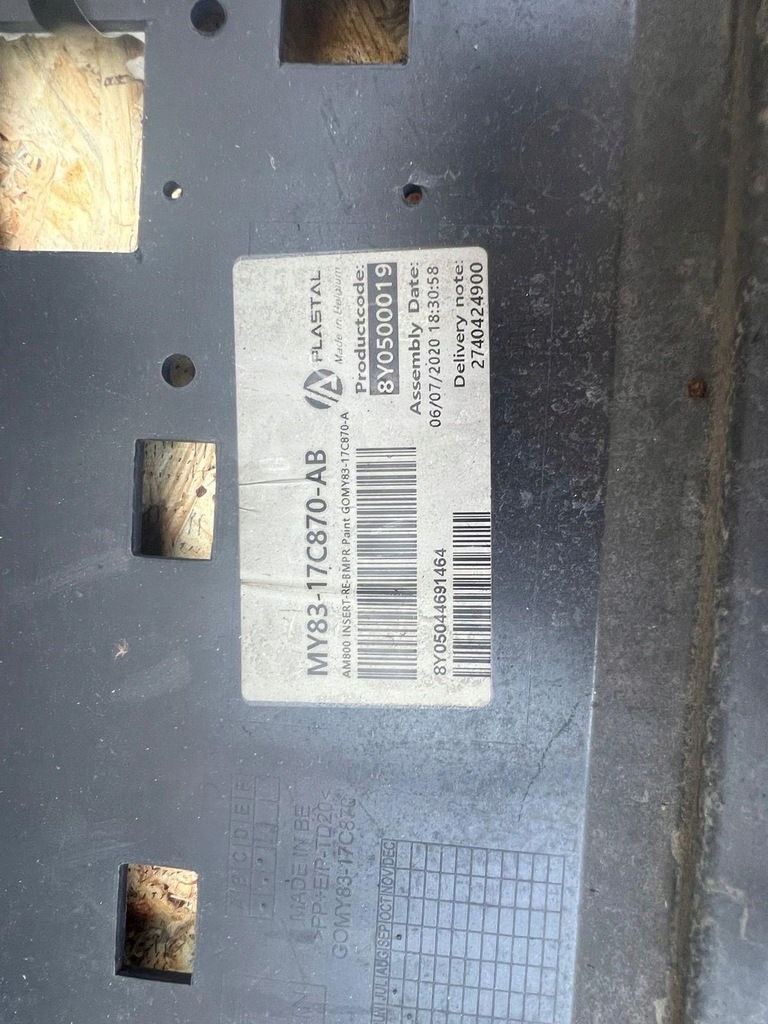 MY83-17C870-AB
AM800 INSERT-RE-BMPR Paint GOMY83-17C870-A
8Y05044691464
PLASTAL
Made in Belgium
Productcode:
8Y0500019
Assembly Date:
06/07/2020 18:30:58
Delivery note:
2740424900
A B C D E F
MADE IN BE
>PP+E/P-TD20<
GOMY83-17C870
JUL AUG SEP OCT NOV DEC